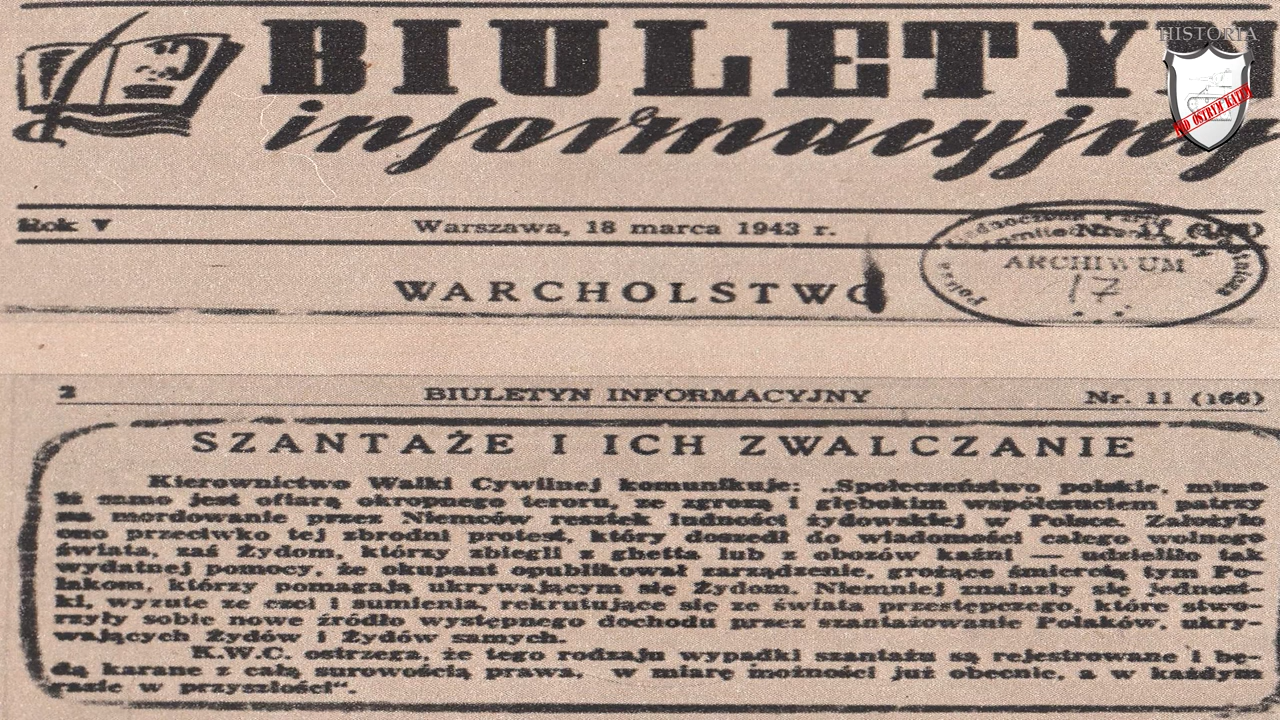 BIULETYN
informacyjny
HISTORIA
POD OSTRYM KĄTEM
Rok V
Warszawa, 18 marca 1943 r.
Nr. 11
WARCHOLSTWO
ARCHIWUM
17
2
BIULETYN INFORMACYJNY
Nr. 11 (166)
SZANTAŻE I ICH ZWALCZANIE
Kierownictwo Walki Cywilnej komunikuje: „Społeczeństwo polskie, mimo
iż samo jest ofiarą okropnego teroru, ze zgrozą i głębokim współczuciem patrzy
na mordowanie przez Niemców resztek ludności żydowskiej w Polsce. Założyło
ono przeciwko tej zbrodni protest, który doszedł do wiadomości całego wolnego
świata, zaś Żydom, którzy zbiegli z ghetta lub z obozów kaźni — udzieliło tak
wydatnej pomocy, że okupant opublikował zarządzenie, grożące śmiercią tym Po-
lakom, którzy pomagają ukrywającym się Żydom. Niemniej znalazły się jednost-
ki, wyzute ze czci i sumienia, rekrutujące się ze świata przestępczego, które stwo-
rzyły sobie nowe źródło występnego dochodu przez szantażowanie Polaków, ukry-
wających Żydów i Żydów samych.
K.W.C. ostrzega, że tego rodzaju wypadki szantażu są rejestrowane i bę-
dą karane z całą surowością prawa, w miarę możności już obecnie, a w każdym
razie w przyszłości“.